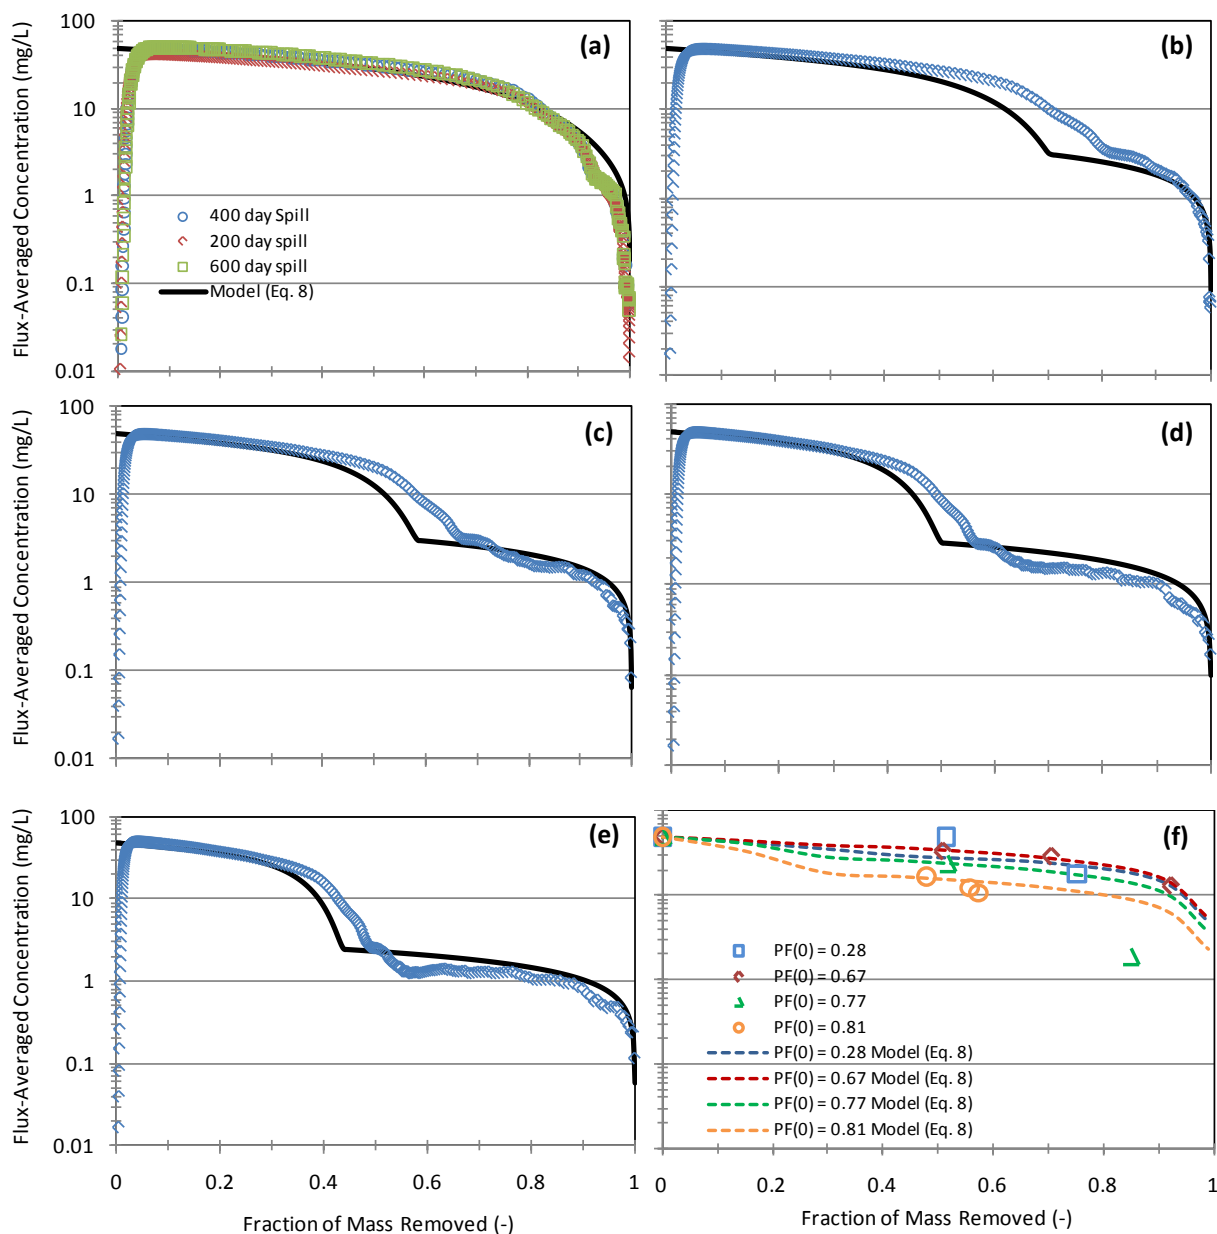 Flux-Averaged Concentration (mg/L)
100
10
1
0.1
0.01
(a)
400 day Spill
200 day spill
600 day spill
Model (Eq. 8)
(b)
Flux-Averaged Concentration (mg/L)
100
10
1
0.1
0.01
(c)
(d)
Flux-Averaged Concentration (mg/L)
100
10
1
0.1
0.01
(e)
0
0.2
0.4
0.6
0.8
1
Fraction of Mass Removed (-)
(f)
PF(0) = 0.28
PF(0) = 0.67
PF(0) = 0.77
PF(0) = 0.81
PF(0) = 0.28 Model (Eq. 8)
PF(0) = 0.67 Model (Eq. 8)
PF(0) = 0.77 Model (Eq. 8)
PF(0) = 0.81 Model (Eq. 8)
0
0.2
0.4
0.6
0.8
1
Fraction of Mass Removed (-)